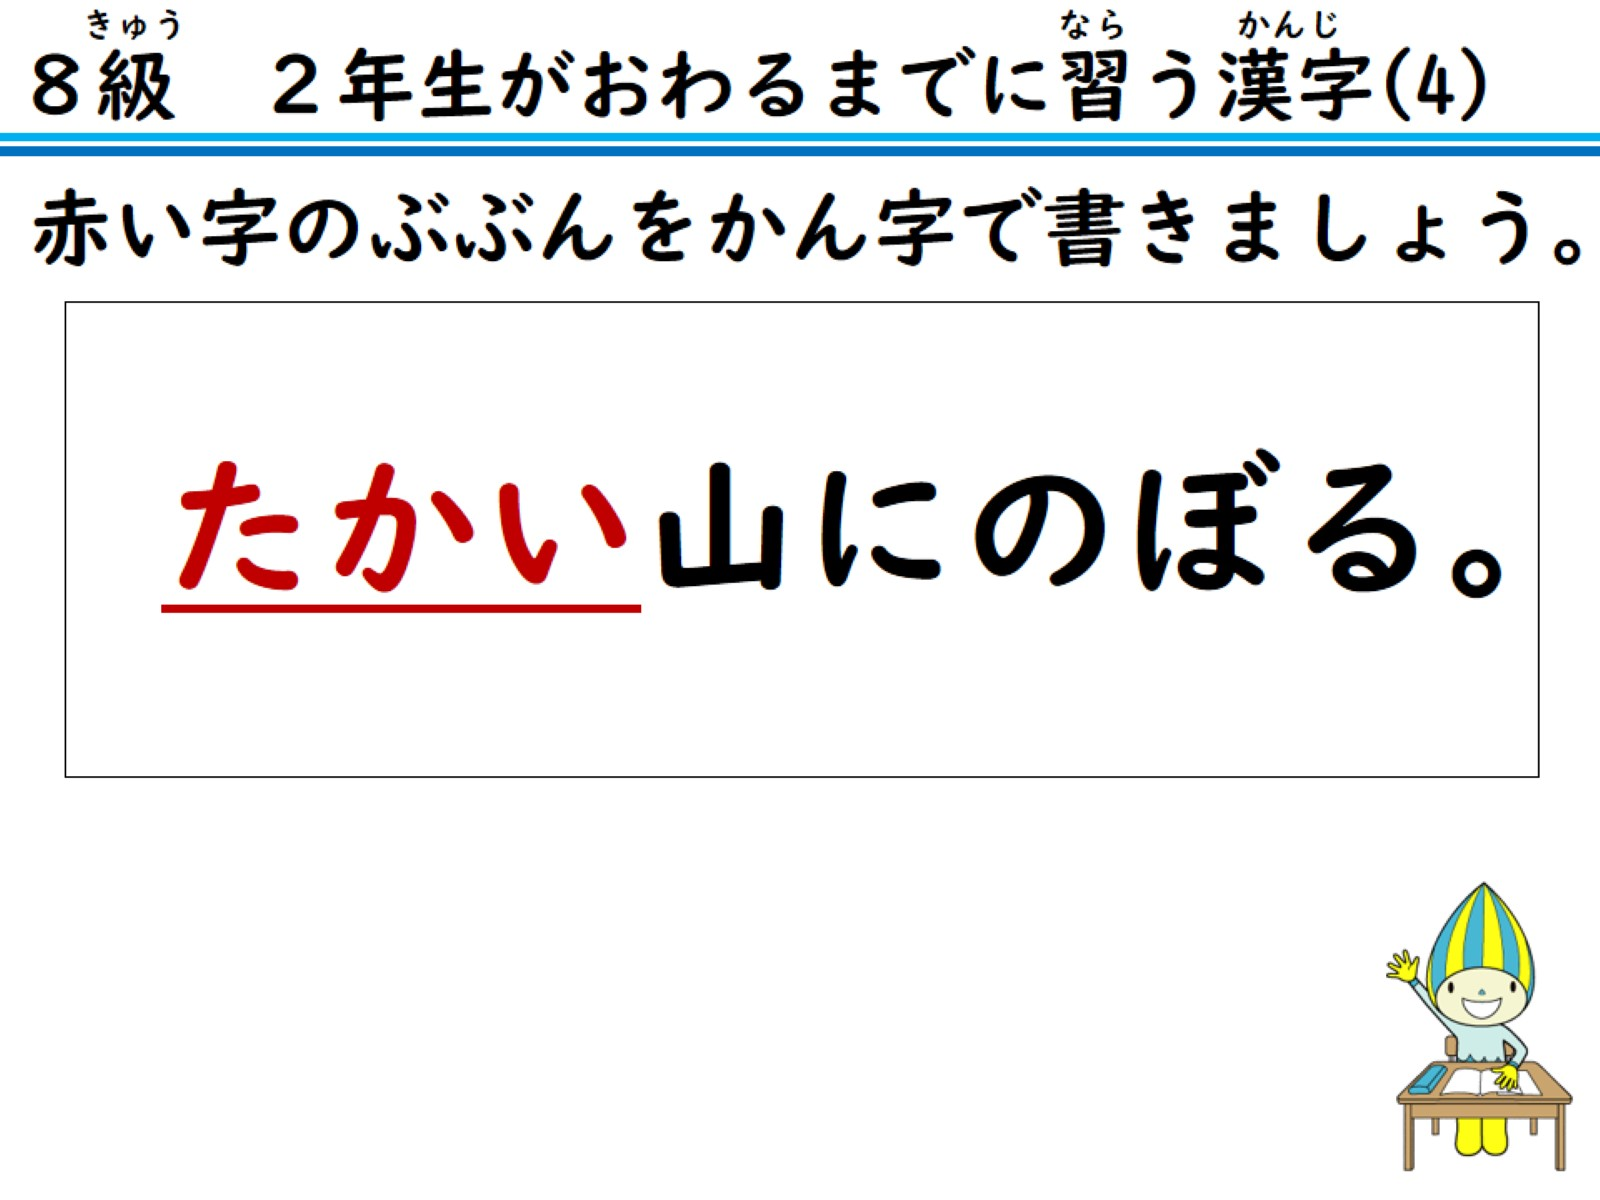 きゅう なら かんじ
８級　２年生がおわるまでに習う漢字(4)
赤い字のぶぶんをかん字で書きましょう。
たかい山にのぼる。